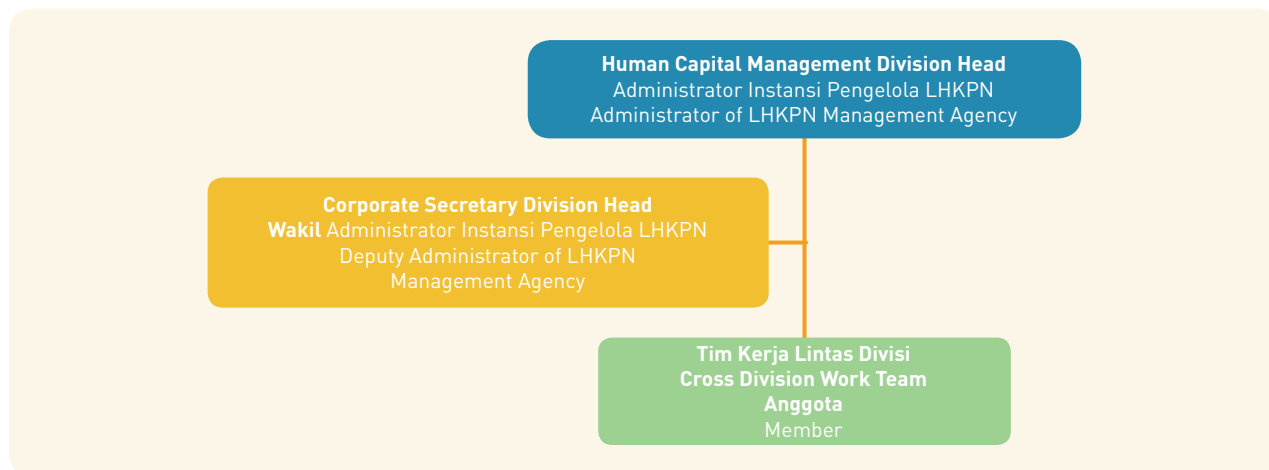 Human Capital Management Division Head
Administrator Instansi Pengelola LHKPN
Administrator of LHKPN Management Agency
Corporate Secretary Division Head
Wakil Administrator Instansi Pengelola LHKPN
Deputy Administrator of LHKPN
Management Agency
Tim Kerja Lintas Divisi
Cross Division Work Team
Anggota
Member